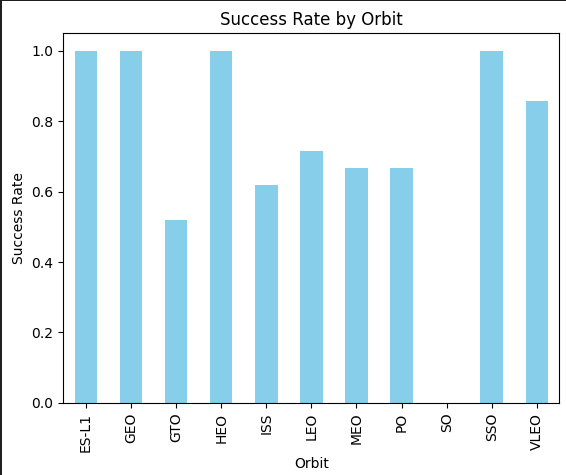 Success Rate by Orbit
Success Rate
1.0
0.8
0.6
0.4
0.2
0.0
ES-L1
GEO
GTO
HEO
ISS
LEO
MEO
PO
SO
SSO
VLEO
Orbit